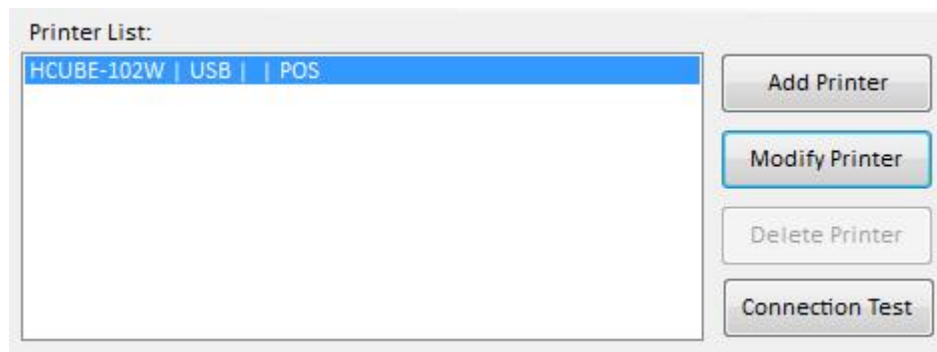 Printer List:
HCUBE-102W | USB |  | POS
Add Printer
Modify Printer
Delete Printer
Connection Test